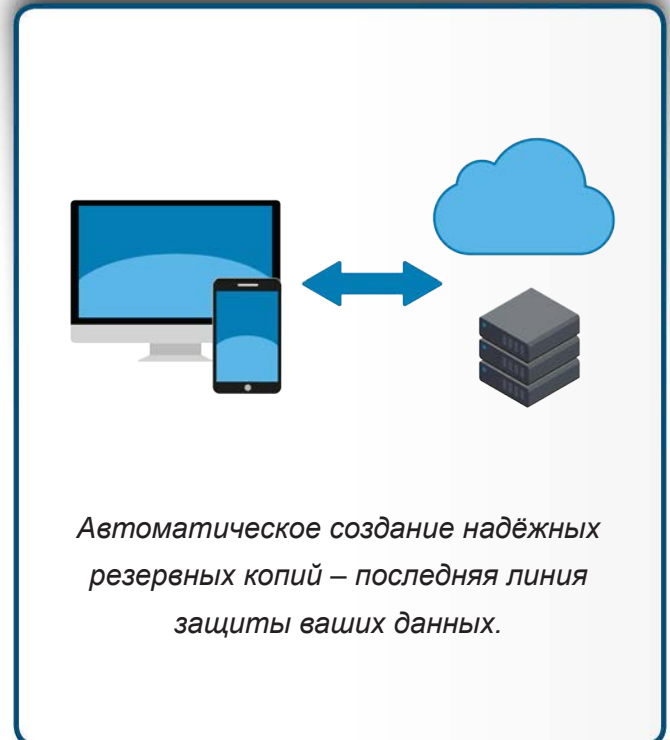 Автоматическое создание надёжных
резервных копий – последняя линия
защиты ваших данных.